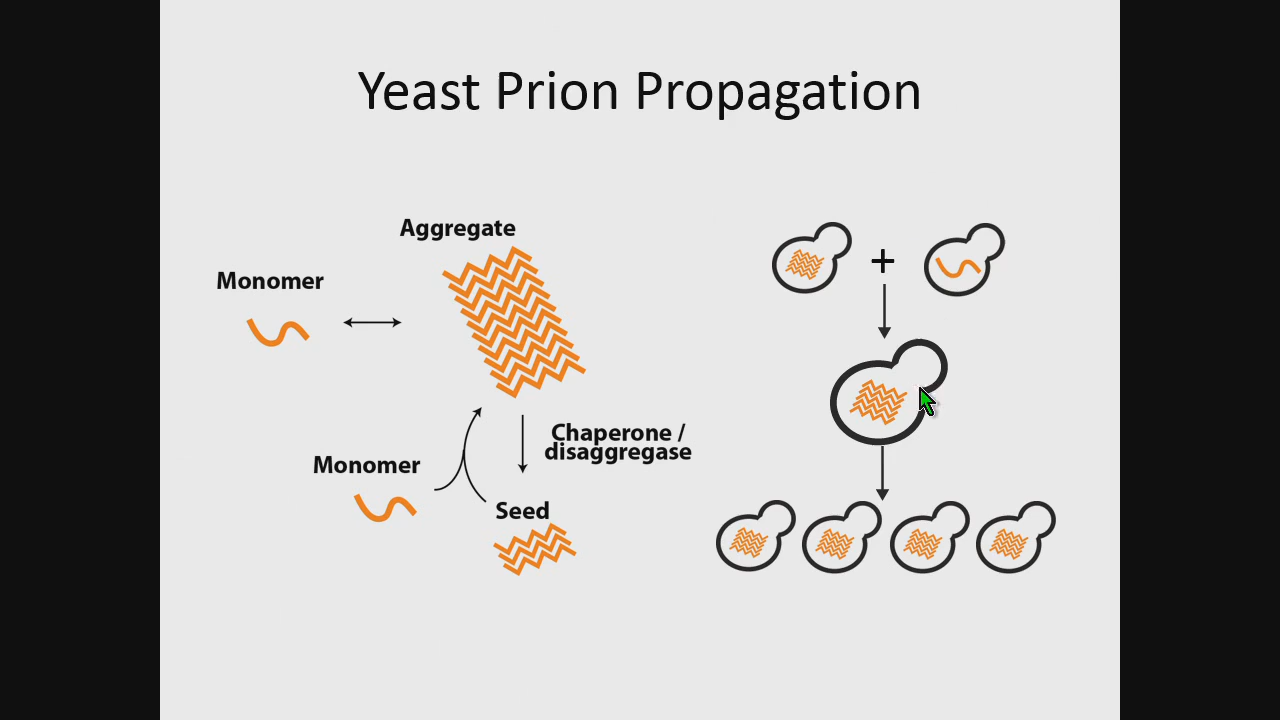 Yeast Prion Propagation
Aggregate
Monomer
+
Chaperone /
disaggregase
Monomer
Seed